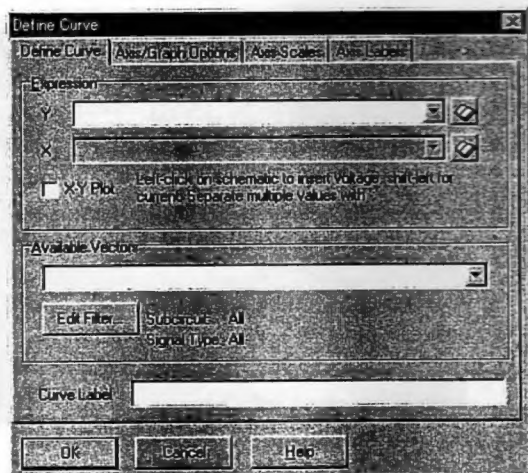 Define Curve
Define Curve Axis/Graph Options Axis Scales Axis Labels
Expression
Y
X
X-Y Plot
Left-click on schematic to insert voltage, shift-left for
current. Separate multiple values with
Available Vectors
Edit Filter...
Subcircuit: All
Signal Type: All
Curve Label
OK Cancel Help